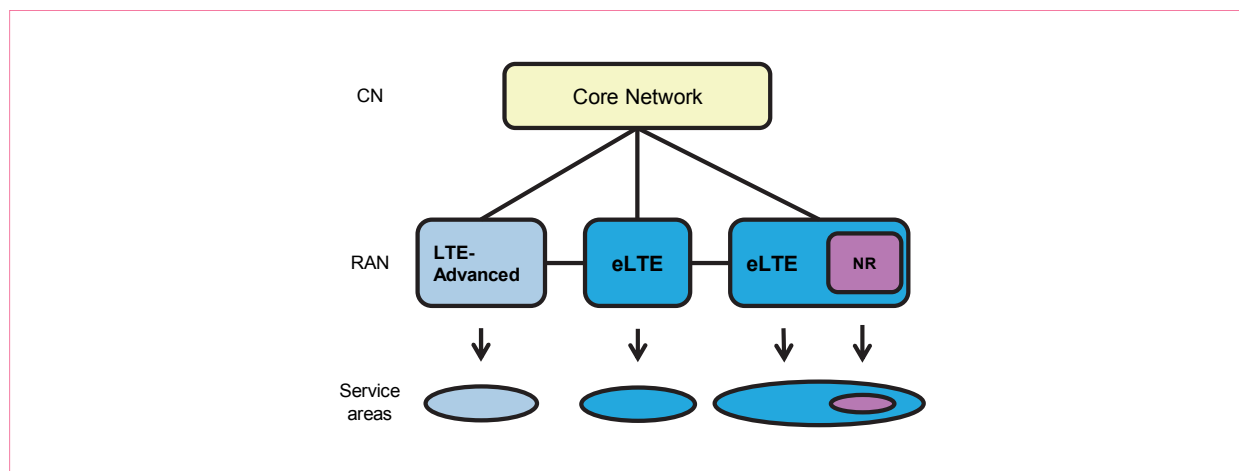 CN
Core Network
RAN
LTE-
Advanced
eLTE
eLTE
NR
Service
areas